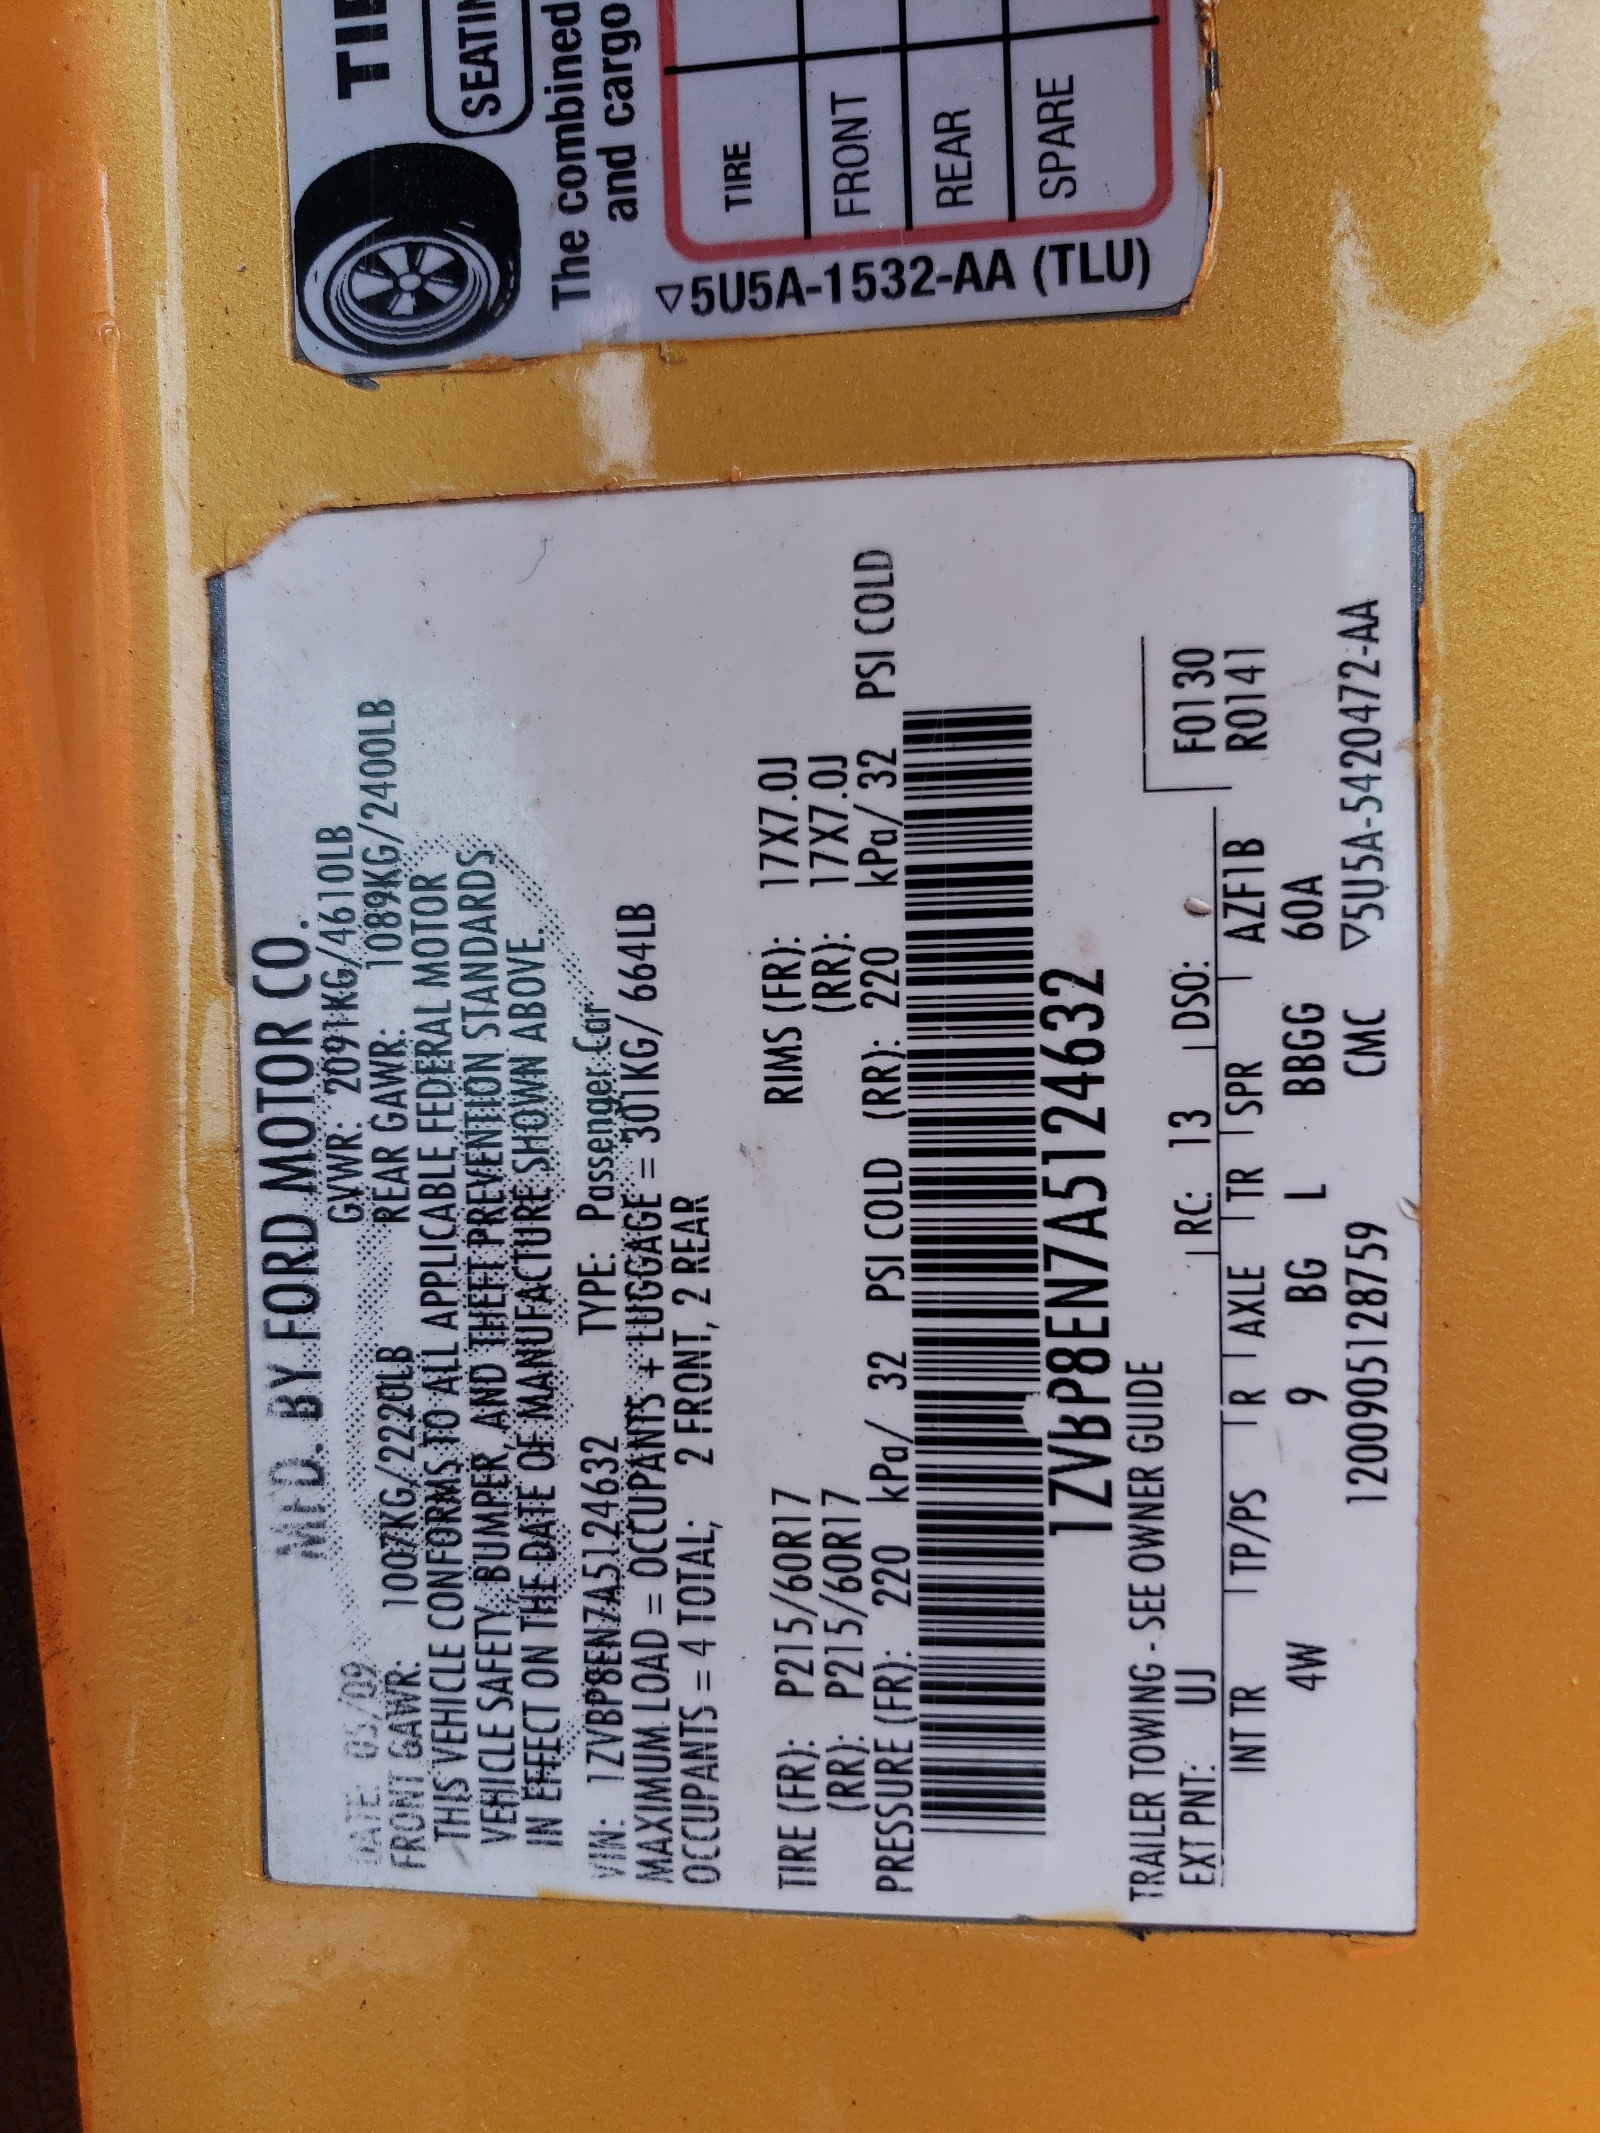 MFD. BY FORD MOTOR CO.
DATE: 05/09 GVWR: 2091KG/4610LB
FRONT GAWR: 1007KG/2220LB REAR GAWR: 1089KG/2400LB
THIS VEHICLE CONFORMS TO ALL APPLICABLE FEDERAL MOTOR
VEHICLE SAFETY, BUMPER, AND THEFT PREVENTION STANDARDS
IN EFFECT ON THE DATE OF MANUFACTURE SHOWN ABOVE.
VIN: 1ZVBP8EN7A5124632 TYPE: Passenger Car
MAXIMUM LOAD = OCCUPANTS + LUGGAGE = 301KG/ 664LB
OCCUPANTS = 4 TOTAL; 2 FRONT, 2 REAR
TIRE (FR): P215/60R17 RIMS (FR): 17X7.0J
(RR): P215/60R17 (RR): 17X7.0J
PRESSURE (FR): 220 kPa/ 32 PSI COLD (RR): 220 kPa/ 32 PSI COLD
1ZVBP8EN7A5124632
TRAILER TOWING - SEE OWNER GUIDE
EXT PNT: UJ RC: 13 DSO:
F0130
R0141
INT TR TP/PS R AXLE TR SPR AZF1B
4W 9 BG L BBGG 60A
12009051287​59 CMC ▽5U5A-5420472-AA
SEATIN
The combined
and cargo
TIRE
FRONT
REAR
SPARE
▽5U5A-1532-AA (TLU)